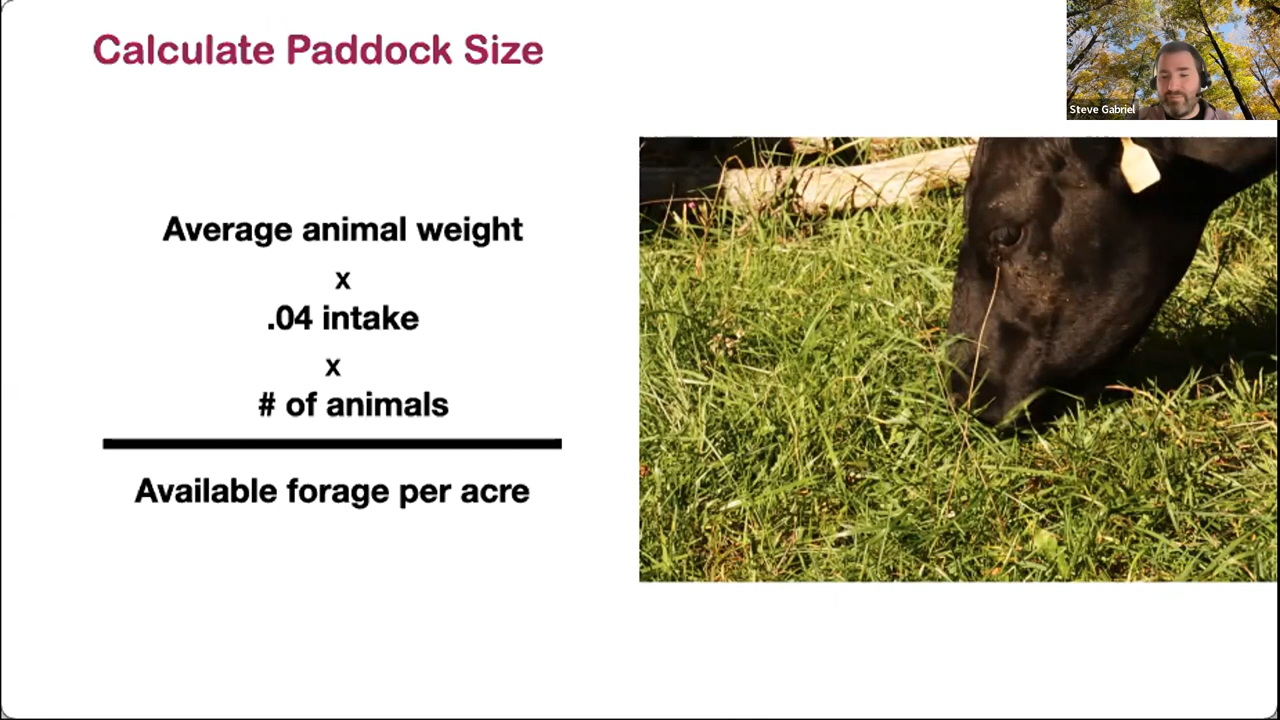 Calculate Paddock Size
Steve Gabriel
Average animal weight
x
.04 intake
x
# of animals
Available forage per acre